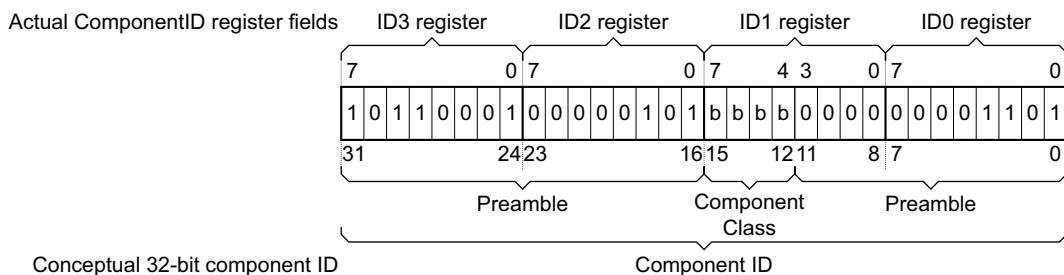 Actual ComponentID register fields ID3 register ID2 register ID1 register ID0 register
7 0 7 0 7 4 3 0 7 0
1 0 1 1 0 0 0 1 0 0 0 0 0 1 0 1 b b b b 0 0 0 0 0 0 0 0 1 1 0 1
31 24 23 16 15 12 11 8 7 0
Preamble Component Preamble
Class
Conceptual 32-bit component ID Component ID